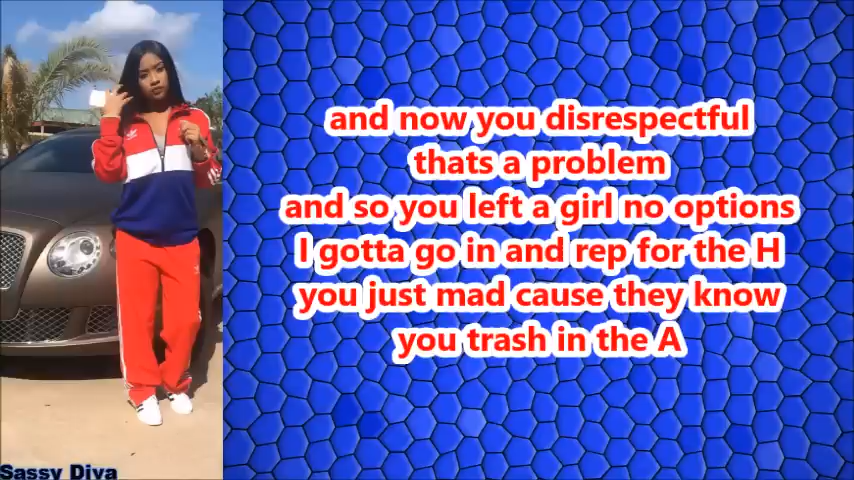 and now you disrespectful
thats a problem
and so you left a girl no options
I gotta go in and rep for the H
you just mad cause they know
you trash in the A
Sassy Diva